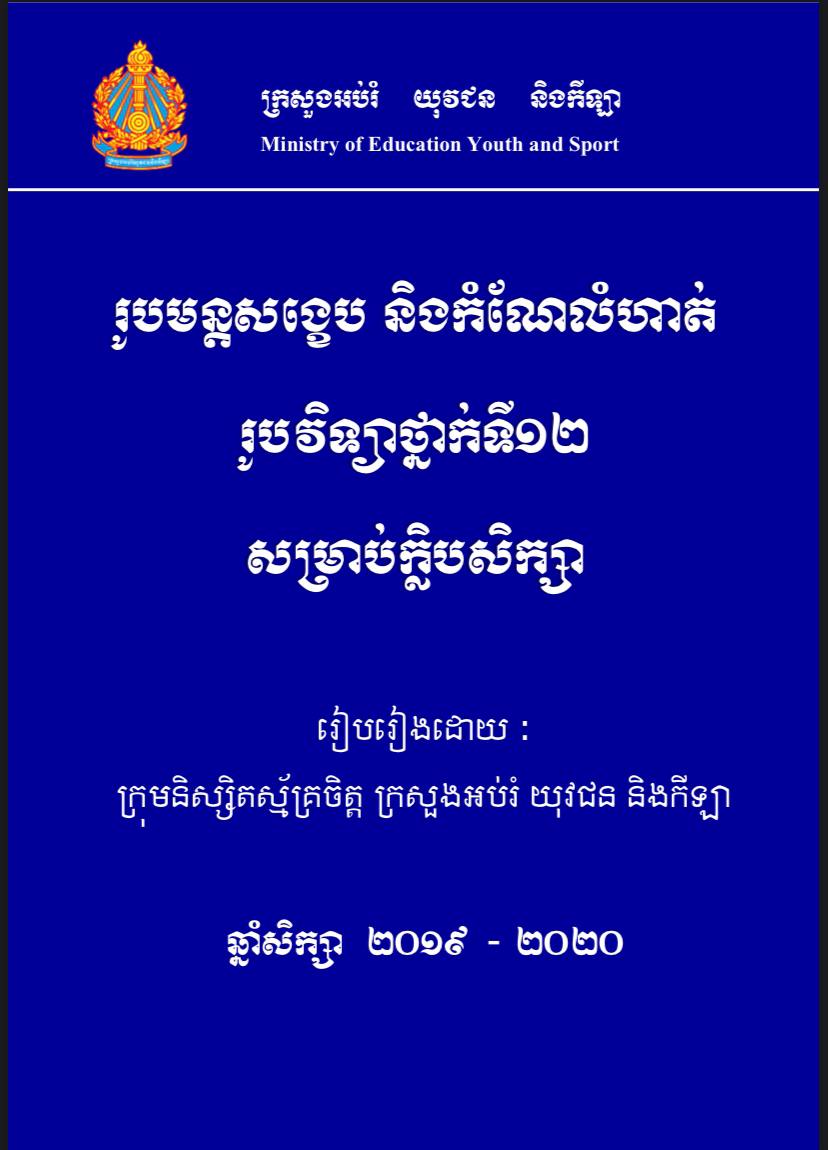 ក្រសួងអប់រំ យុវជន និងកីឡា
Ministry of Education Youth and Sport
រូបមន្តសង្ខេប និងកំណែលំហាត់
រូបវិទ្យាថ្នាក់ទី១២
សម្រាប់ក្លិបសិក្សា
រៀបរៀងដោយ :
ក្រុមនិស្សិតស្ម័គ្រចិត្ត ក្រសួងអប់រំ យុវជន និងកីឡា
ឆ្នាំសិក្សា ២០១៩ - ២០២០